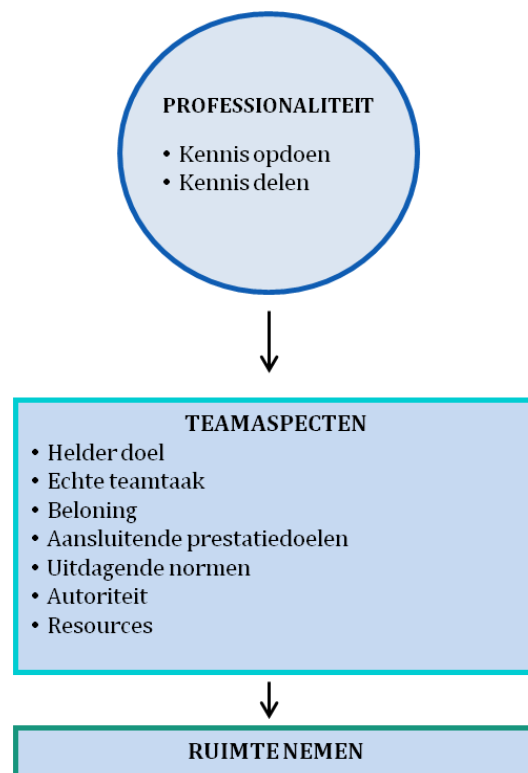 PROFESSIONALITEIT
• Kennis opdoen
• Kennis delen
TEAMASPECTEN
• Helder doel
• Echte teamtaak
• Beloning
• Aansluitende prestatiedoelen
• Uitdagende normen
• Autoriteit
• Resources
RUIMTE NEMEN